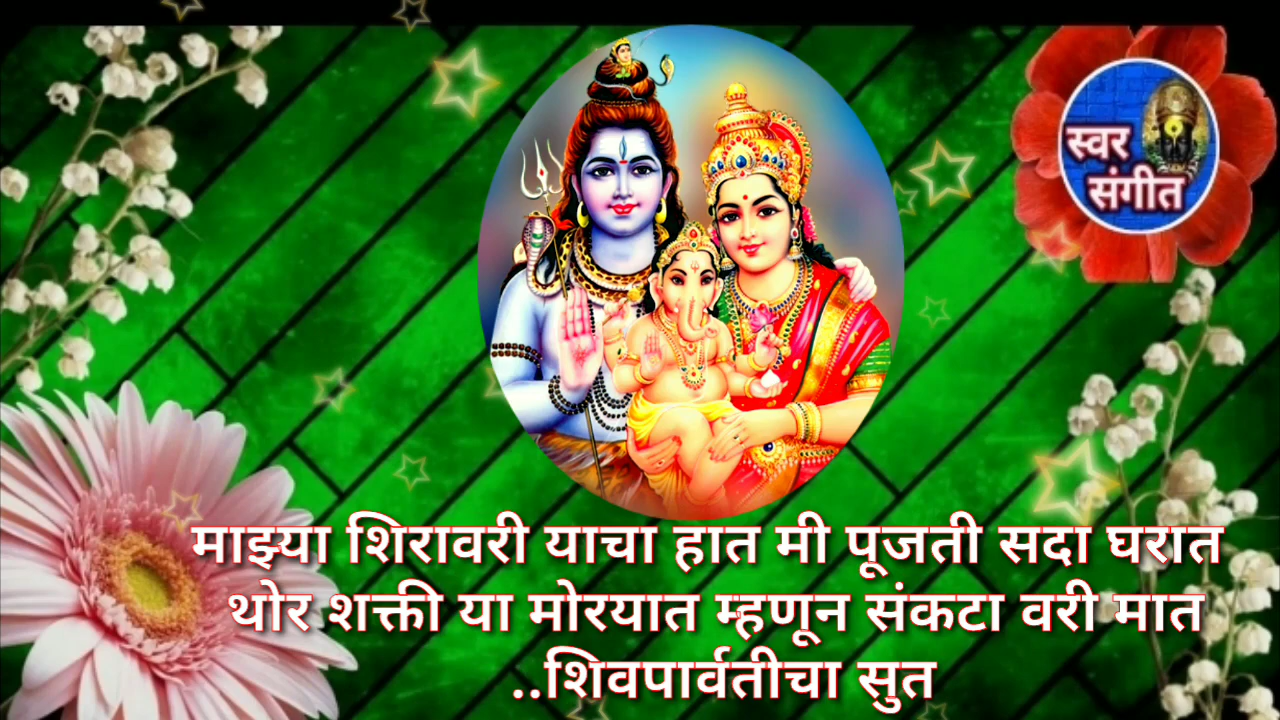 स्वर
संगीत
माझ्या शिरावरी याचा हात मी पूजती सदा घरात
थोर शक्ती या मोरयात म्हणून संकटा वरी मात
..शिवपार्वतीचा सुत